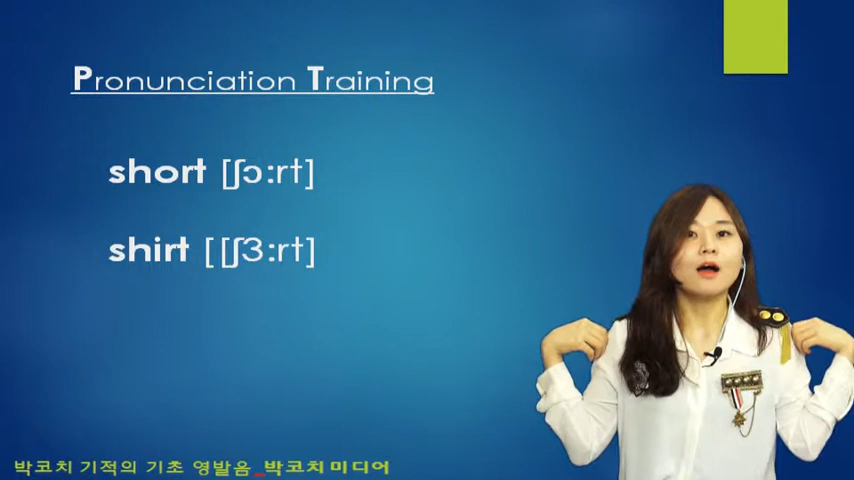 Pronunciation Training
short [ʃɔ:rt]
shirt [ [ʃ3:rt]
박코치 기적의 기초 영발음_박코치미디어